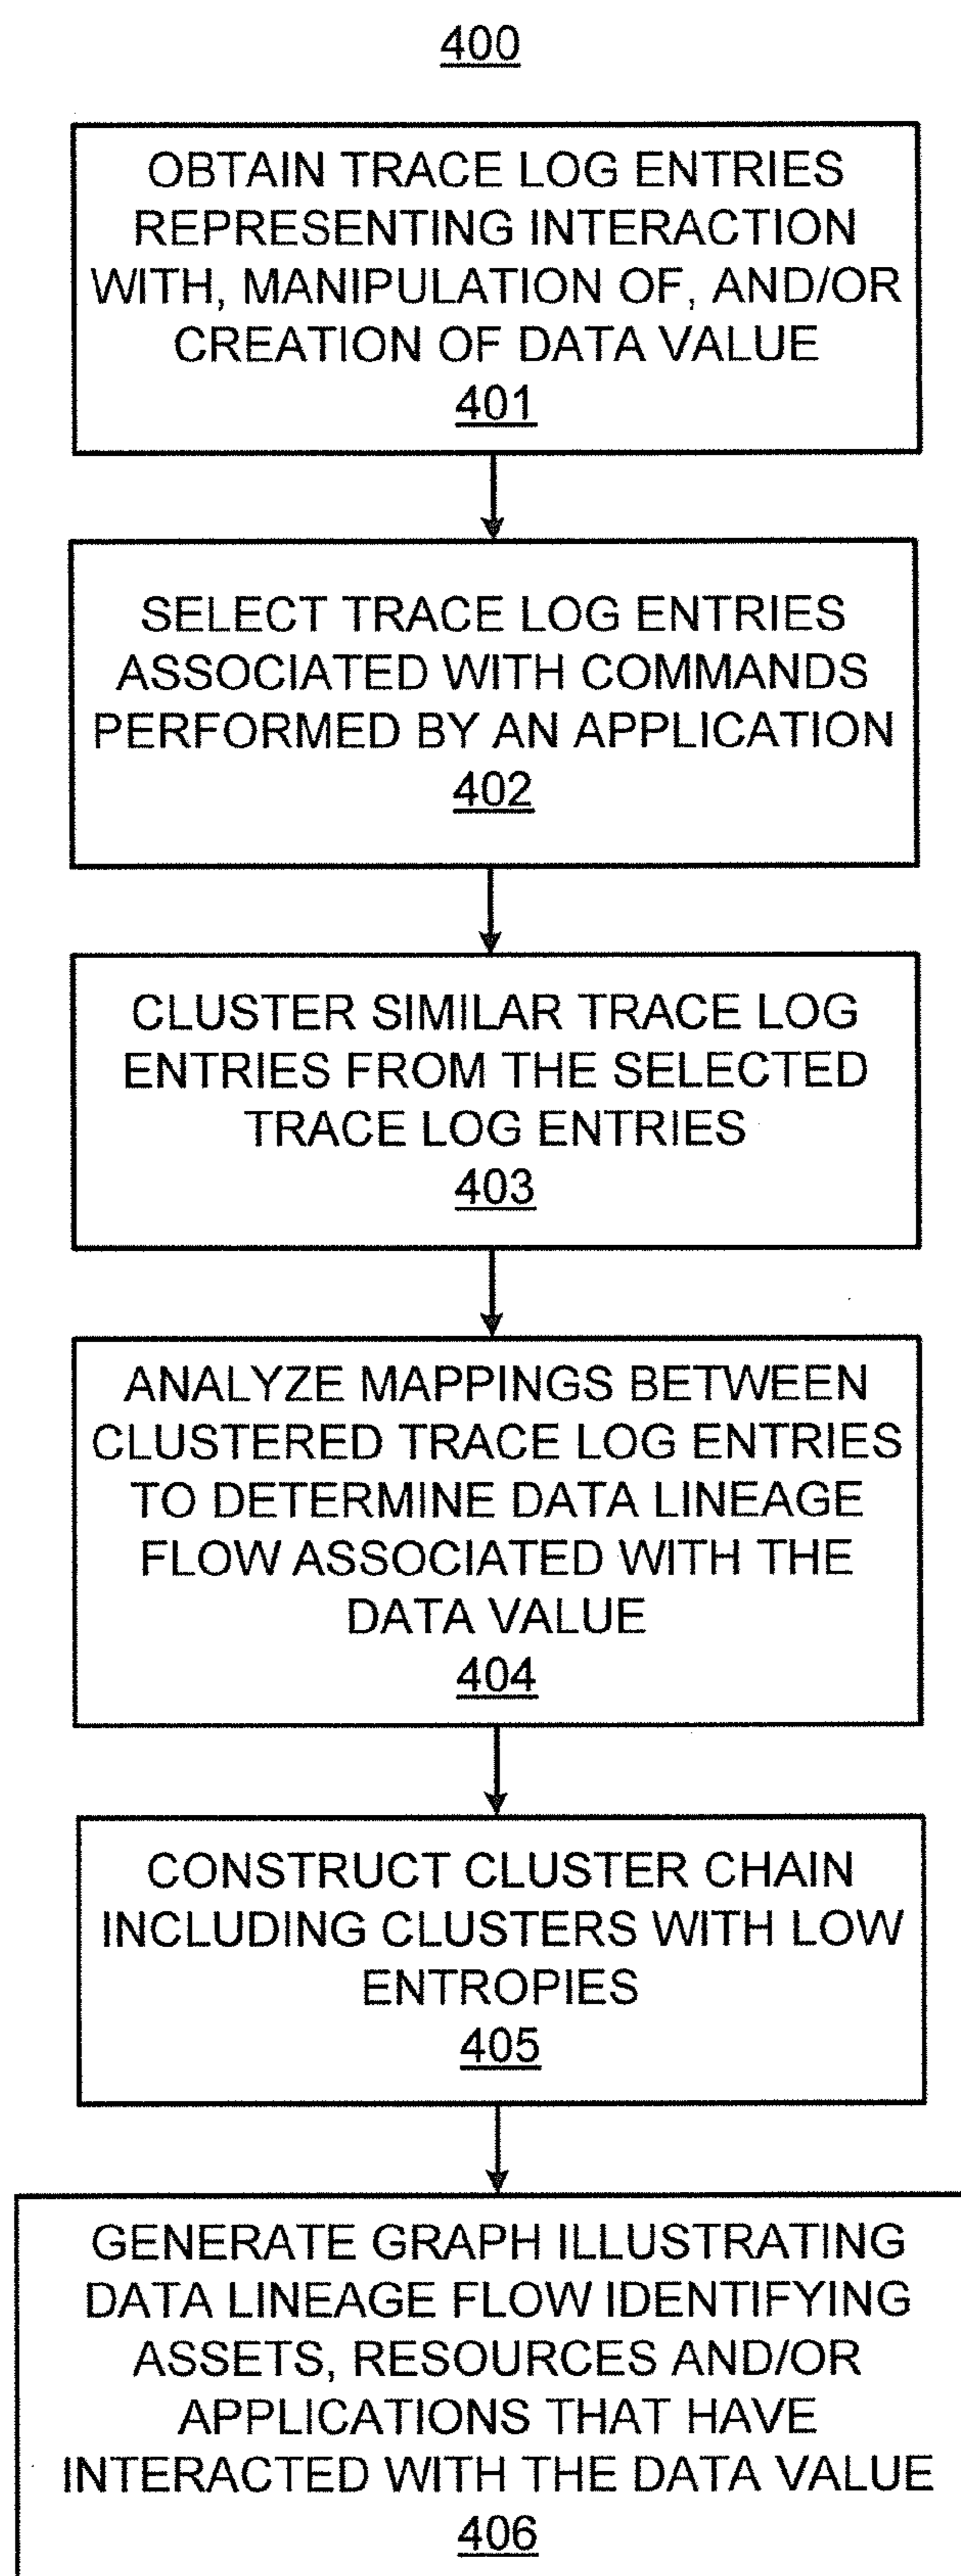 400
OBTAIN TRACE LOG ENTRIES
REPRESENTING INTERACTION
WITH, MANIPULATION OF, AND/OR
CREATION OF DATA VALUE
401
SELECT TRACE LOG ENTRIES
ASSOCIATED WITH COMMANDS
PERFORMED BY AN APPLICATION
402
CLUSTER SIMILAR TRACE LOG
ENTRIES FROM THE SELECTED
TRACE LOG ENTRIES
403
ANALYZE MAPPINGS BETWEEN
CLUSTERED TRACE LOG ENTRIES
TO DETERMINE DATA LINEAGE
FLOW ASSOCIATED WITH THE
DATA VALUE
404
CONSTRUCT CLUSTER CHAIN
INCLUDING CLUSTERS WITH LOW
ENTROPIES
405
GENERATE GRAPH ILLUSTRATING
DATA LINEAGE FLOW IDENTIFYING
ASSETS, RESOURCES AND/OR
APPLICATIONS THAT HAVE
INTERACTED WITH THE DATA VALUE
406